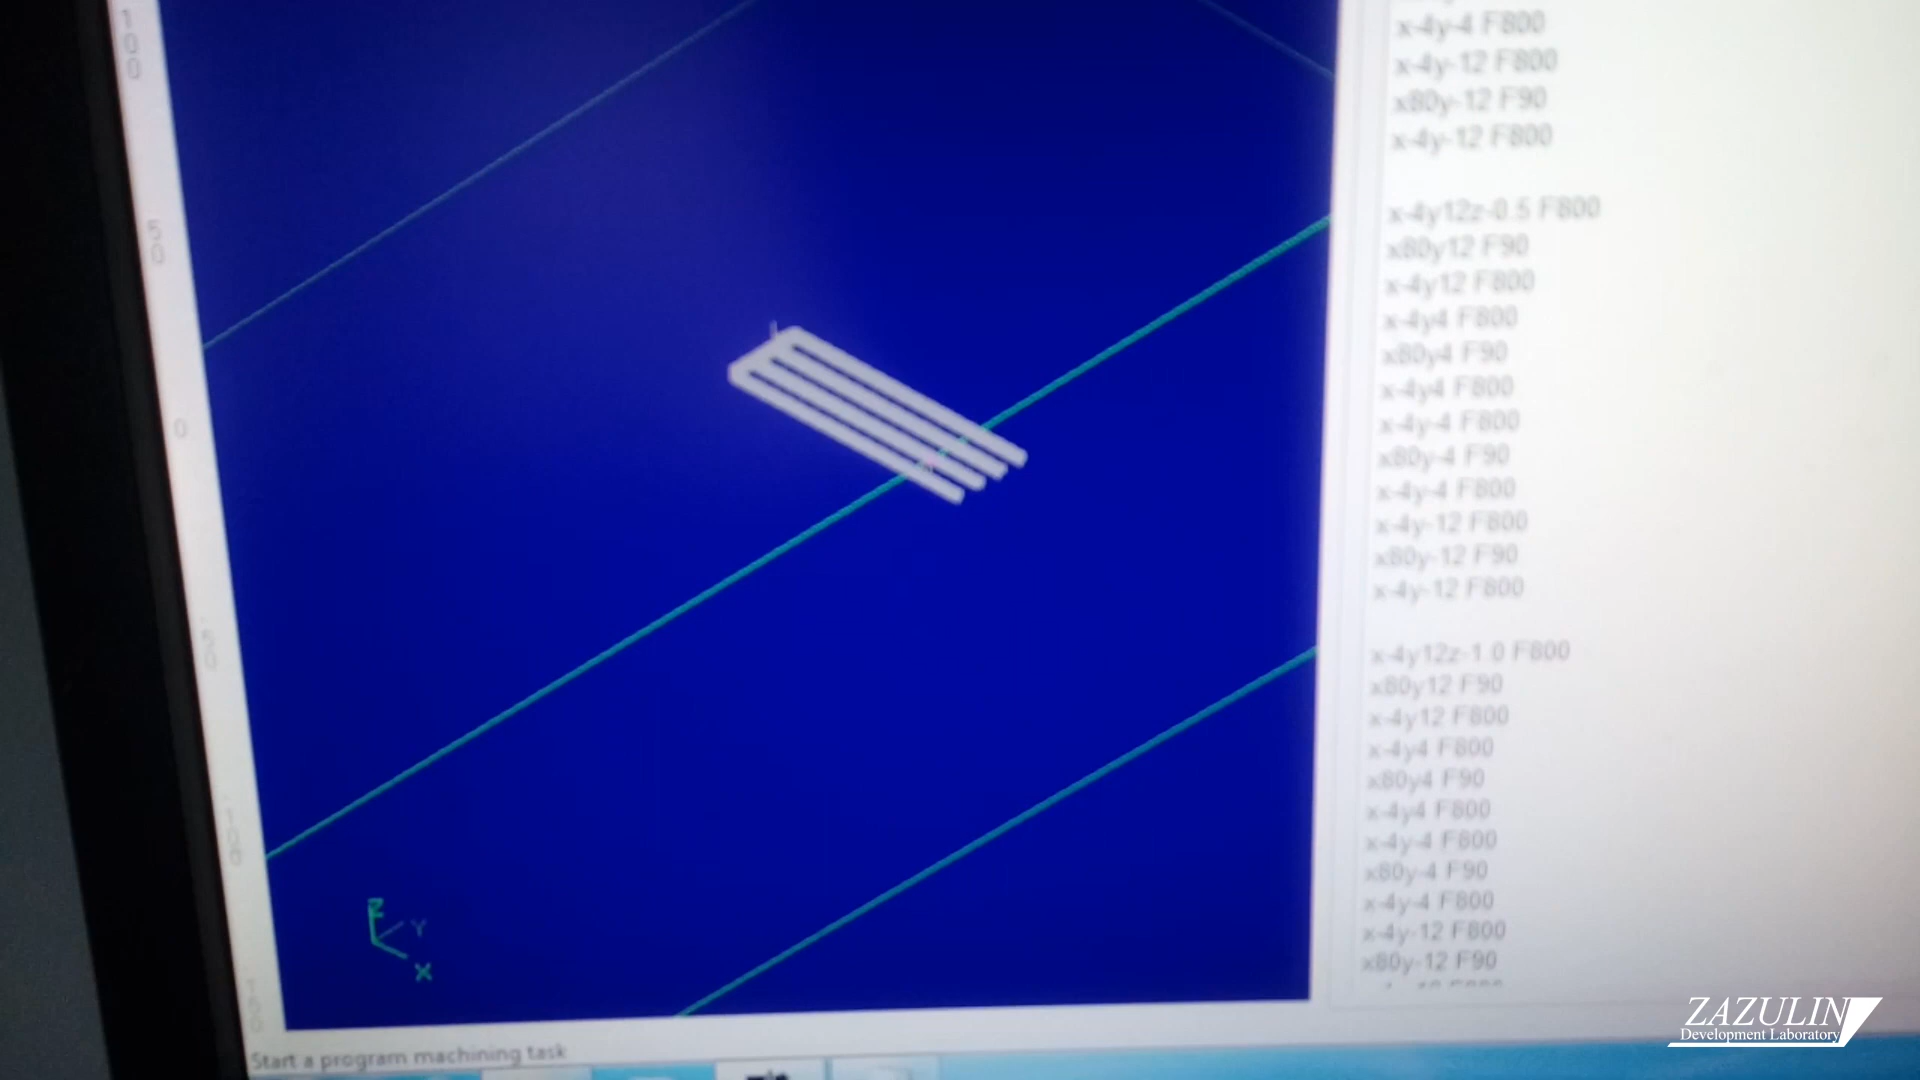 100
50
0
-50
-100
Z
Y
X
x-4y-4 F800
x-4y-12 F800
x80y-12 F90
x-4y-12 F800
x-4y12z-0.5 F800
x80y12 F90
x-4y12 F800
x-4y4 F800
x80y4 F90
x-4y4 F800
x-4y-4 F800
x80y-4 F90
x-4y-4 F800
x-4y-12 F800
x80y-12 F90
x-4y-12 F800
x-4y12z-1.0 F800
x80y12 F90
x-4y12 F800
x-4y4 F800
x80y4 F90
x-4y4 F800
x-4y-4 F800
x80y-4 F90
x-4y-4 F800
x-4y-12 F800
x80y-12 F90
Start a program machining task
ZAZULIN
Development Laboratory